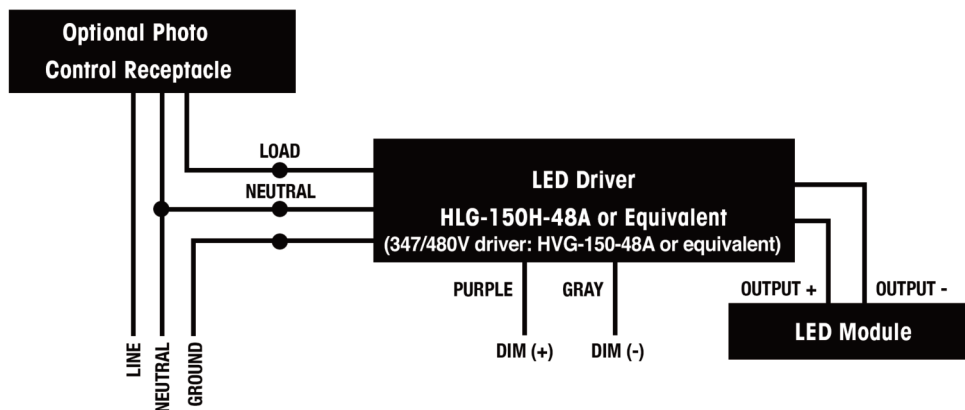 Optional Photo
Control Receptacle
LOAD
NEUTRAL
LED Driver
HLG-150H-48A or Equivalent
(347/480V driver: HVG-150-48A or equivalent)
PURPLE
GRAY
OUTPUT +
OUTPUT -
LED Module
DIM (+)
DIM (-)
LINE
NEUTRAL
GROUND